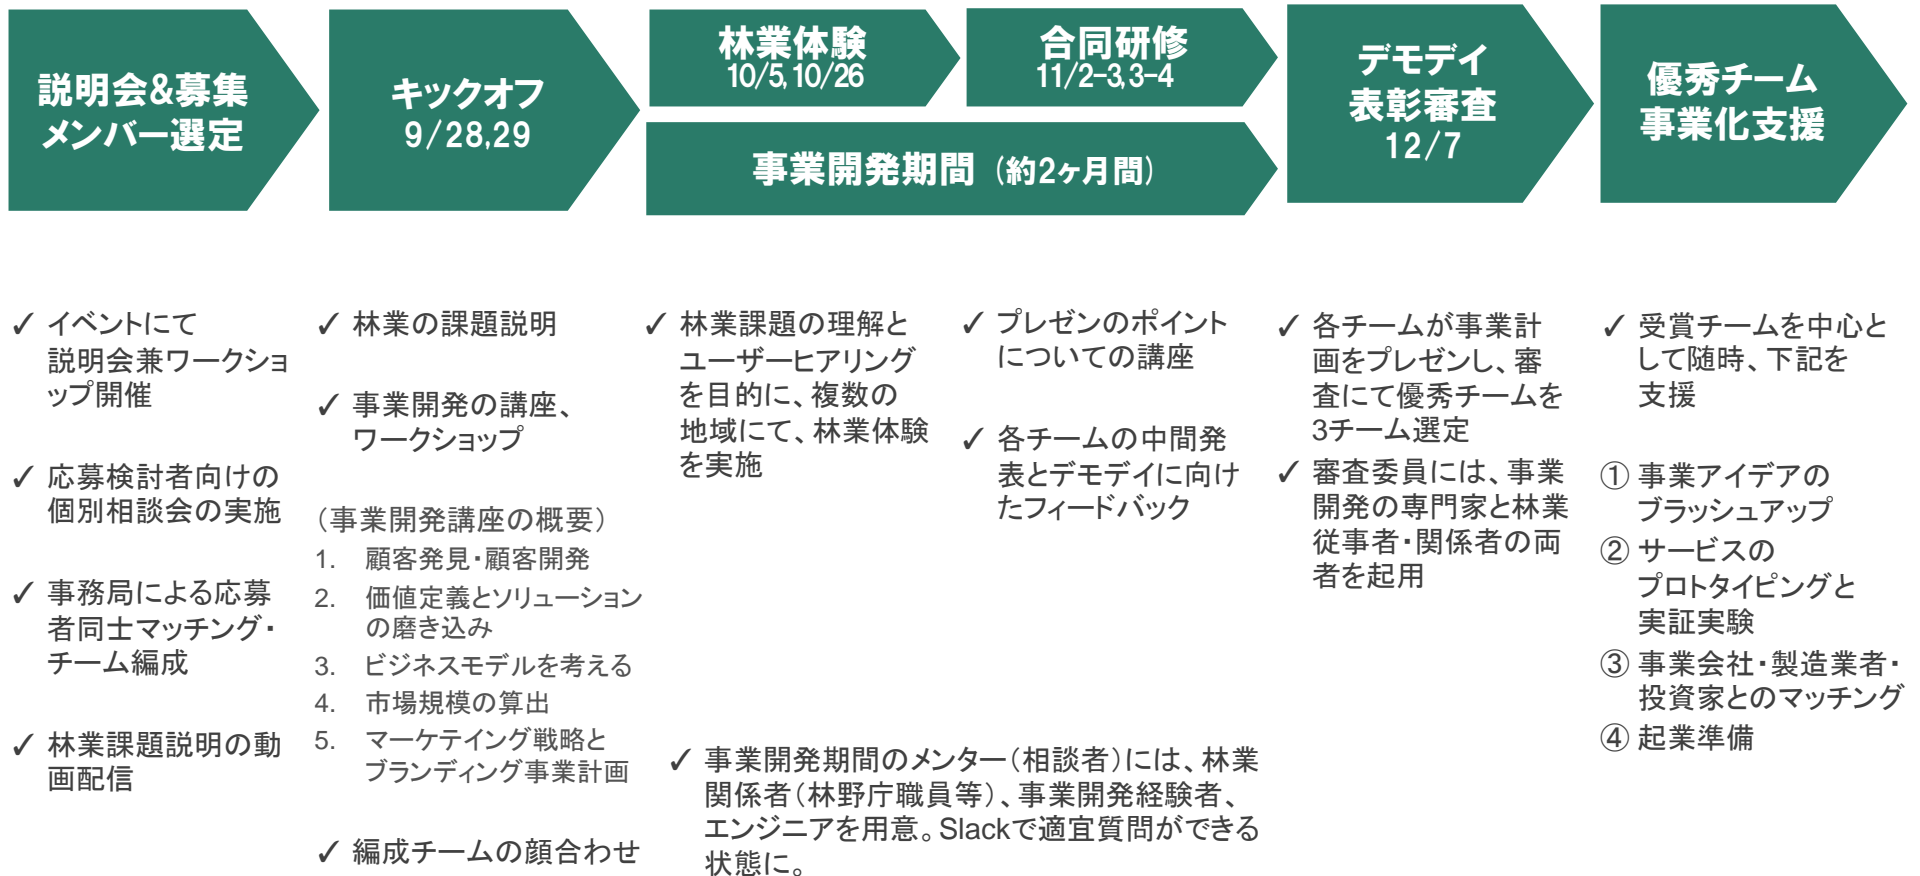 説明会&募集
メンバー選定
キックオフ
9/28,29
林業体験
10/5,10/26
合同研修
11/2-3,3-4
事業開発期間 (約2ヶ月間)
デモデイ
表彰審査
12/7
優秀チーム
事業化支援
✓ イベントにて
説明会兼ワークショ
ップ開催
✓ 応募検討者向けの
個別相談会の実施
✓ 事務局による応募
者同士マッチング・
チーム編成
✓ 林業課題説明の動
画配信
✓ 林業の課題説明
✓ 事業開発の講座、
ワークショップ
(事業開発講座の概要)
1. 顧客発見・顧客開発
2. 価値定義とソリューション
の磨き込み
3. ビジネスモデルを考える
4. 市場規模の算出
5. マーケテイング戦略と
ブランディング事業計画
✓ 編成チームの顔合わせ
✓ 林業課題の理解と
ユーザーヒアリング
を目的に、複数の
地域にて、林業体験
を実施
✓ プレゼンのポイント
についての講座
✓ 各チームの中間発
表とデモデイに向け
たフィードバック
✓ 事業開発期間のメンター(相談者)には、林業
関係者(林野庁職員等)、事業開発経験者、
エンジニアを用意。Slackで適宜質問ができる
状態に。
✓ 各チームが事業計
画をプレゼンし、審
査にて優秀チームを
3チーム選定
✓ 審査委員には、事業
開発の専門家と林業
従事者・関係者の両
者を起用
✓ 受賞チームを中心と
して随時、下記を
支援
① 事業アイデアの
ブラッシュアップ
② サービスの
プロトタイピングと
実証実験
③ 事業会社・製造業者・
投資家とのマッチング
④ 起業準備